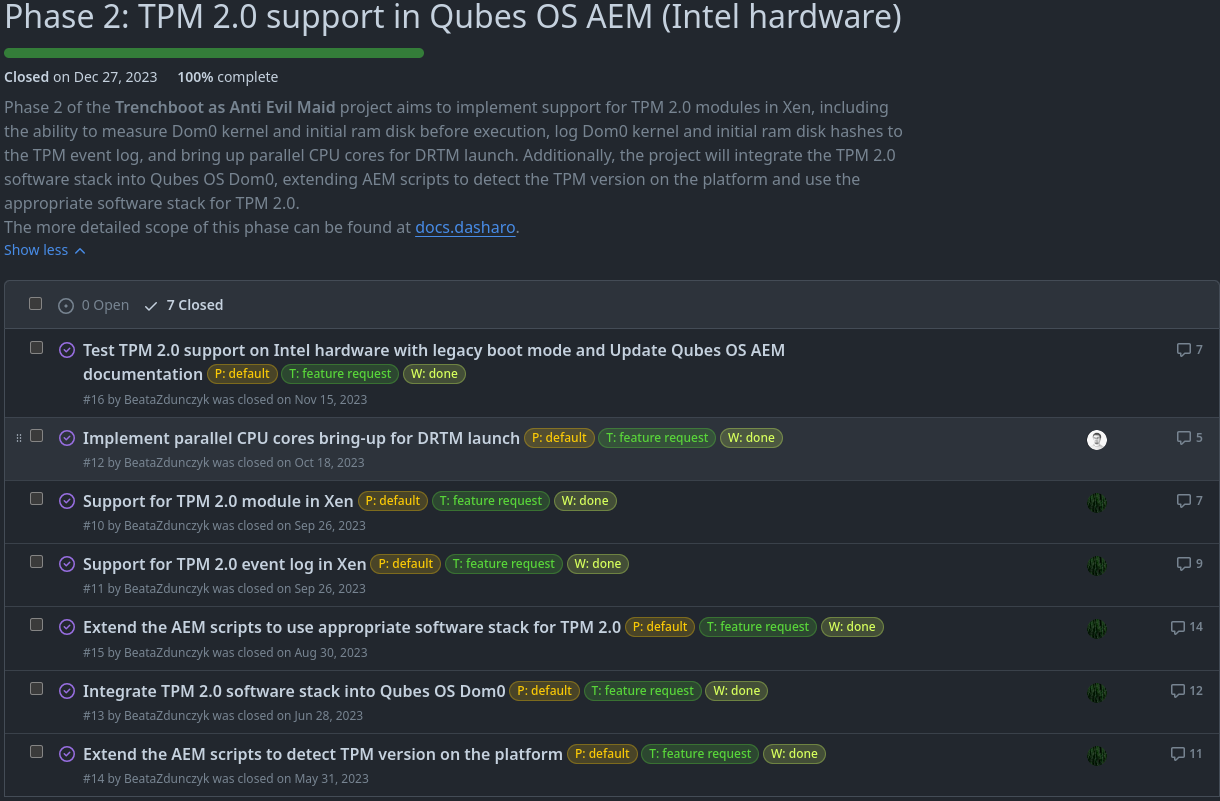 Phase 2: TPM 2.0 support in Qubes OS AEM (Intel hardware)
Closed on Dec 27, 2023 100% complete
Phase 2 of the Trenchboot as Anti Evil Maid project aims to implement support for TPM 2.0 modules in Xen, including
the ability to measure Dom0 kernel and initial ram disk before execution, log Dom0 kernel and initial ram disk hashes to
the TPM event log, and bring up parallel CPU cores for DRTM launch. Additionally, the project will integrate the TPM 2.0
software stack into Qubes OS Dom0, extending AEM scripts to detect the TPM version on the platform and use the
appropriate software stack for TPM 2.0.
The more detailed scope of this phase can be found at docs.dasharo.
Show less
0 Open 7 Closed
Test TPM 2.0 support on Intel hardware with legacy boot mode and Update Qubes OS AEM 7
documentation P: default T: feature request W: done
#16 by BeataZdunczyk was closed on Nov 15, 2023
Implement parallel CPU cores bring-up for DRTM launch P: default T: feature request W: done 5
#12 by BeataZdunczyk was closed on Oct 18, 2023
Support for TPM 2.0 module in Xen P: default T: feature request W: done 7
#10 by BeataZdunczyk was closed on Sep 26, 2023
Support for TPM 2.0 event log in Xen P: default T: feature request W: done 9
#11 by BeataZdunczyk was closed on Sep 26, 2023
Extend the AEM scripts to use appropriate software stack for TPM 2.0 P: default T: feature request W: done 14
#15 by BeataZdunczyk was closed on Aug 30, 2023
Integrate TPM 2.0 software stack into Qubes OS Dom0 P: default T: feature request W: done 12
#13 by BeataZdunczyk was closed on Jun 28, 2023
Extend the AEM scripts to detect TPM version on the platform P: default T: feature request W: done 11
#14 by BeataZdunczyk was closed on May 31, 2023